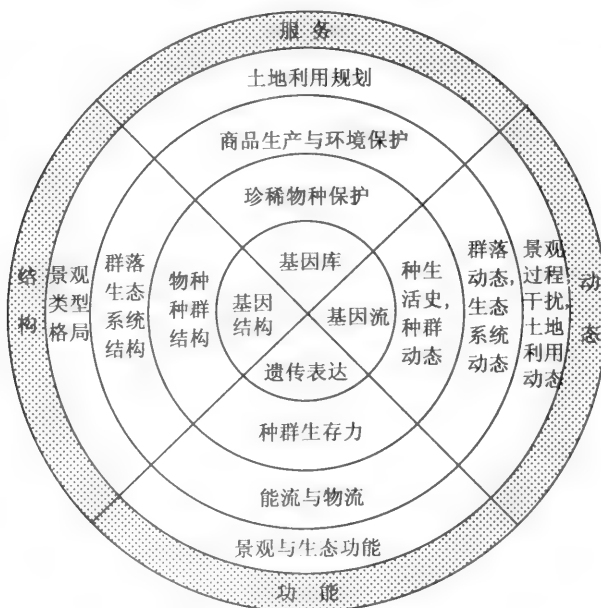 服务
土地利用规划
商品生产与环境保护
珍稀物种保护
基因库
结构
景观
类型
格局
群落
生态
系统
结构
物种
种群
结构
基因
结构
基因流
种生
活史,
种群
动态
群落
动态,
生态
系统
动态
景观
过程
干扰,
土地
利用
动态
动态
遗传表达
种群生存力
能流与物流
景观与生态功能
功能